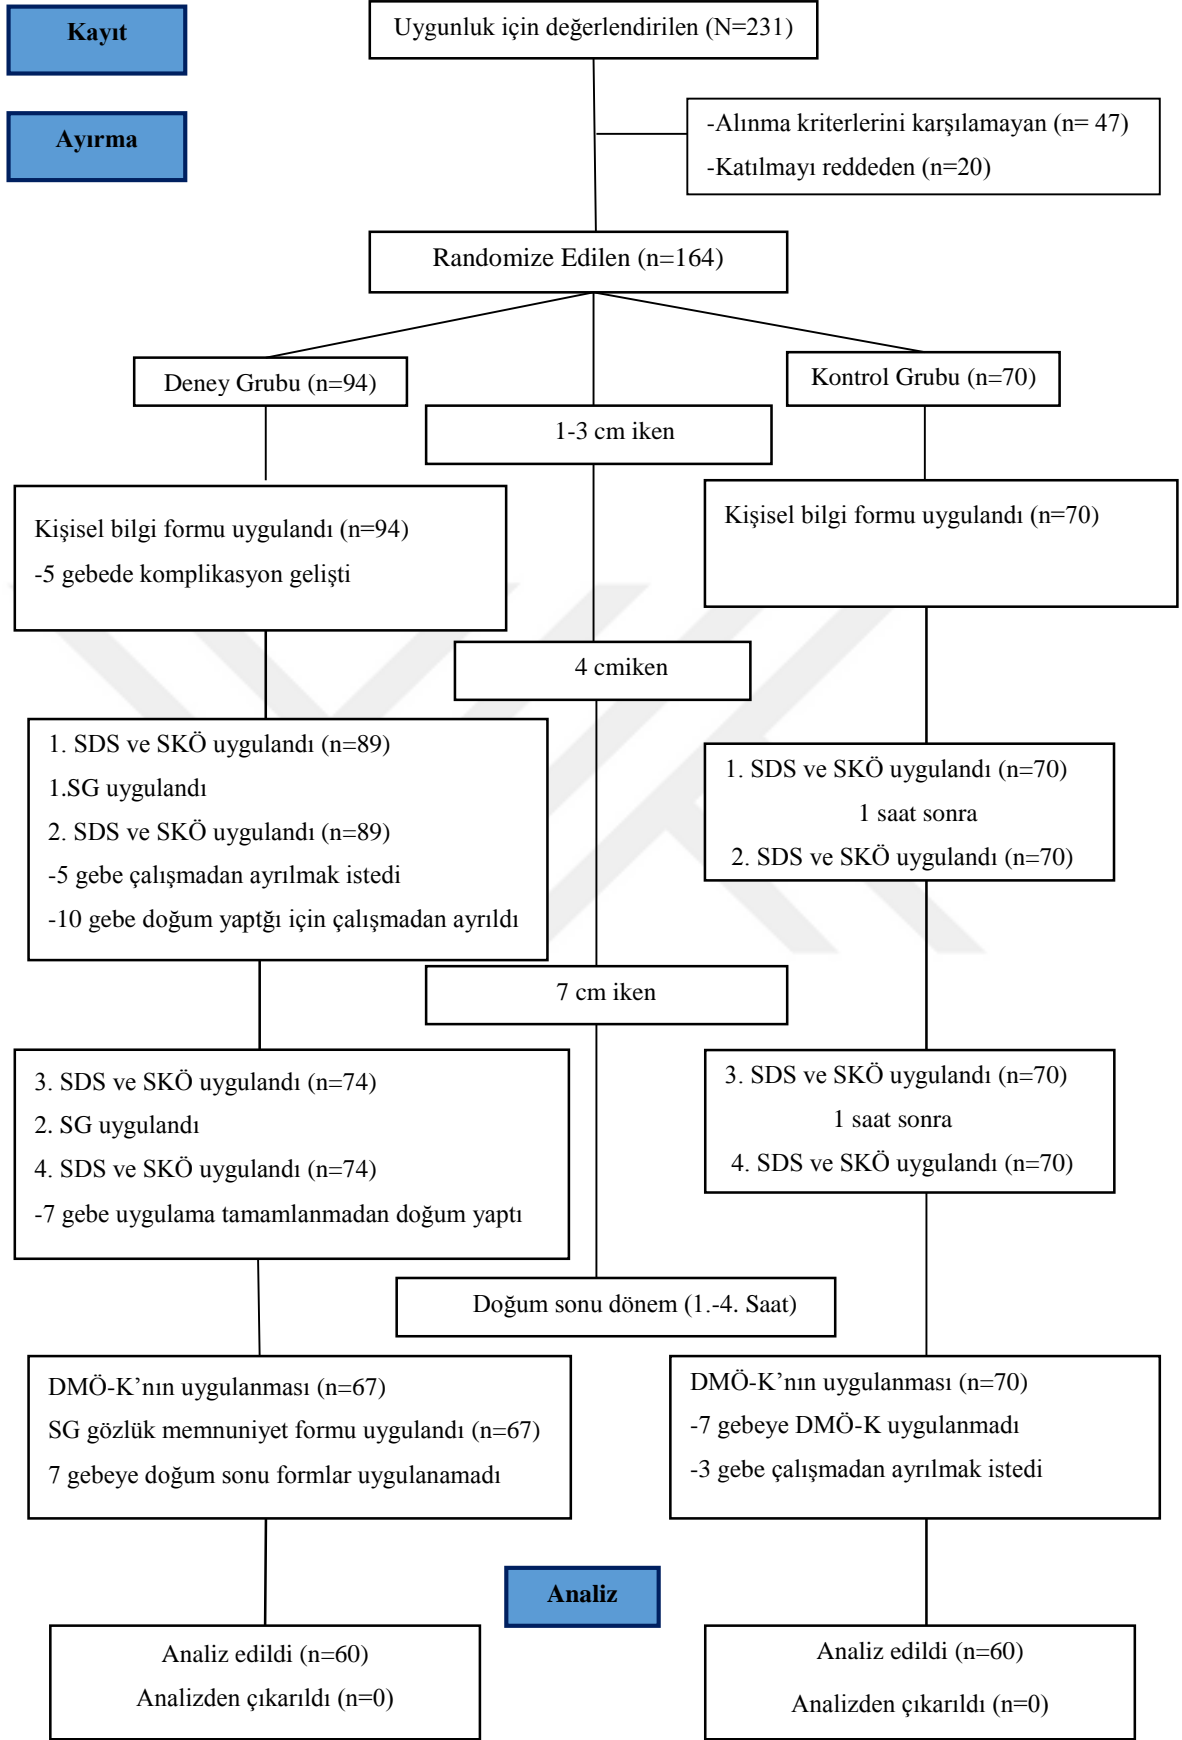 Kayıt
Uygunluk için değerlendirilen (N=231)
Ayırma
-Alınma kriterlerini karşılamayan (n= 47)
-Katılmayı reddeden (n=20)
Randomize Edilen (n=164)
Deney Grubu (n=94)
Kontrol Grubu (n=70)
1-3 cm iken
Kişisel bilgi formu uygulandı (n=94)
-5 gebede komplikasyon gelişti
Kişisel bilgi formu uygulandı (n=70)
4 cmiken
1. SDS ve SKÖ uygulandı (n=89)
1.SG uygulandı
2. SDS ve SKÖ uygulandı (n=89)
-5 gebe çalışmadan ayrılmak istedi
-10 gebe doğum yaptğı için çalışmadan ayrıldı
1. SDS ve SKÖ uygulandı (n=70)
1 saat sonra
2. SDS ve SKÖ uygulandı (n=70)
7 cm iken
3. SDS ve SKÖ uygulandı (n=74)
2. SG uygulandı
4. SDS ve SKÖ uygulandı (n=74)
-7 gebe uygulama tamamlanmadan doğum yaptı
3. SDS ve SKÖ uygulandı (n=70)
1 saat sonra
4. SDS ve SKÖ uygulandı (n=70)
Doğum sonu dönem (1.-4. Saat)
DMÖ-K’nın uygulanması (n=67)
SG gözlük memnuniyet formu uygulandı (n=67)
7 gebeye doğum sonu formlar uygulanamadı
DMÖ-K’nın uygulanması (n=70)
-7 gebeye DMÖ-K uygulanmadı
-3 gebe çalışmadan ayrılmak istedi
Analiz
Analiz edildi (n=60)
Analizden çıkarıldı (n=0)
Analiz edildi (n=60)
Analizden çıkarıldı (n=0)